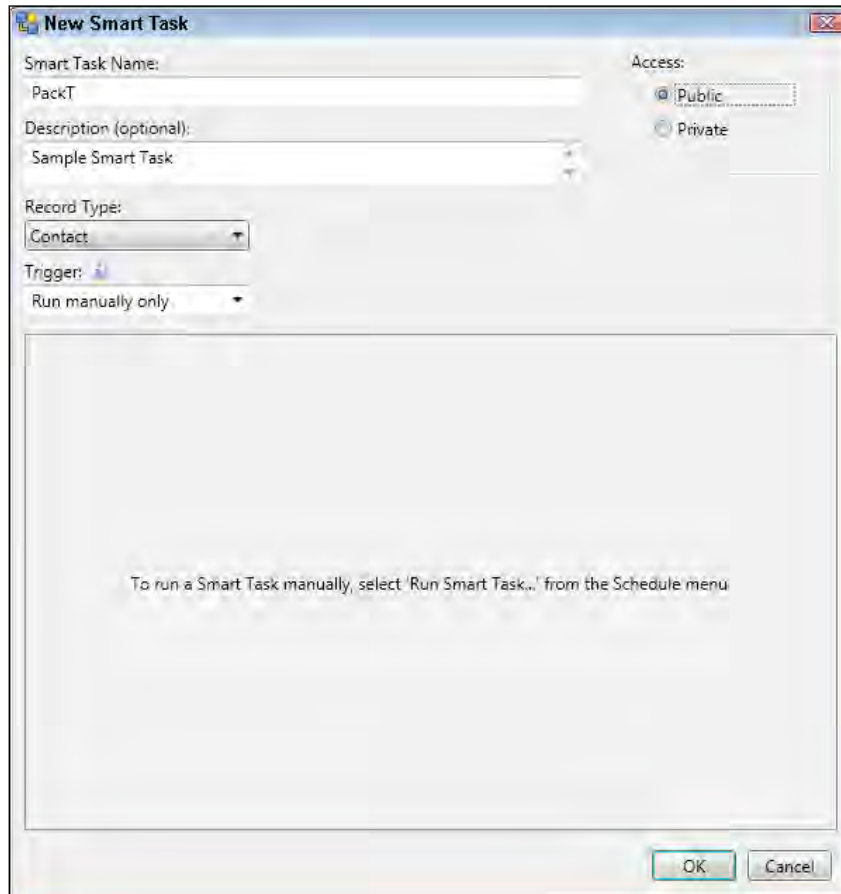 New Smart Task
Smart Task Name:
PackT
Access:
Public
Private
Description (optional):
Sample Smart Task
Record Type:
Contact
Trigger:
Run manually only
To run a Smart Task manually, select 'Run Smart Task...' from the Schedule menu
OK
Cancel